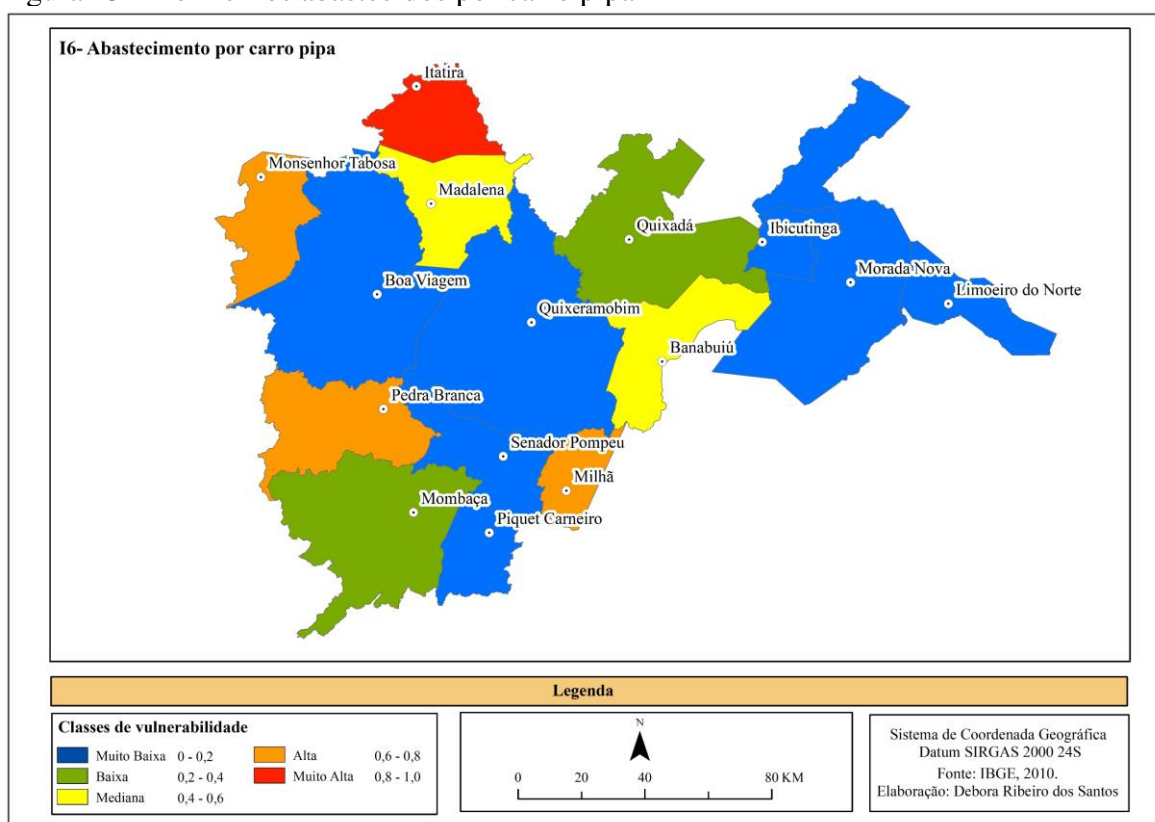 I6- Abastecimento por carro pipa
Itatira
Monsenhor Tabosa
Madalena
Quixadá
Ibicutinga
Morada Nova
Boa Viagem
Limoeiro do Norte
Quixeramobim
Banabuiú
Pedra Branca
Senador Pompeu
Milhã
Mombaça
Piquet Carneiro
Legenda
Classes de vulnerabilidade
Muito Baixa 0 - 0,2
Baixa 0,2 - 0,4
Mediana 0,4 - 0,6
Alta 0,6 - 0,8
Muito Alta 0,8 - 1,0
N
0 20 40 80 KM
Sistema de Coordenada Geográfica
Datum SIRGAS 2000 24S
Fonte: IBGE, 2010.
Elaboração: Debora Ribeiro dos Santos